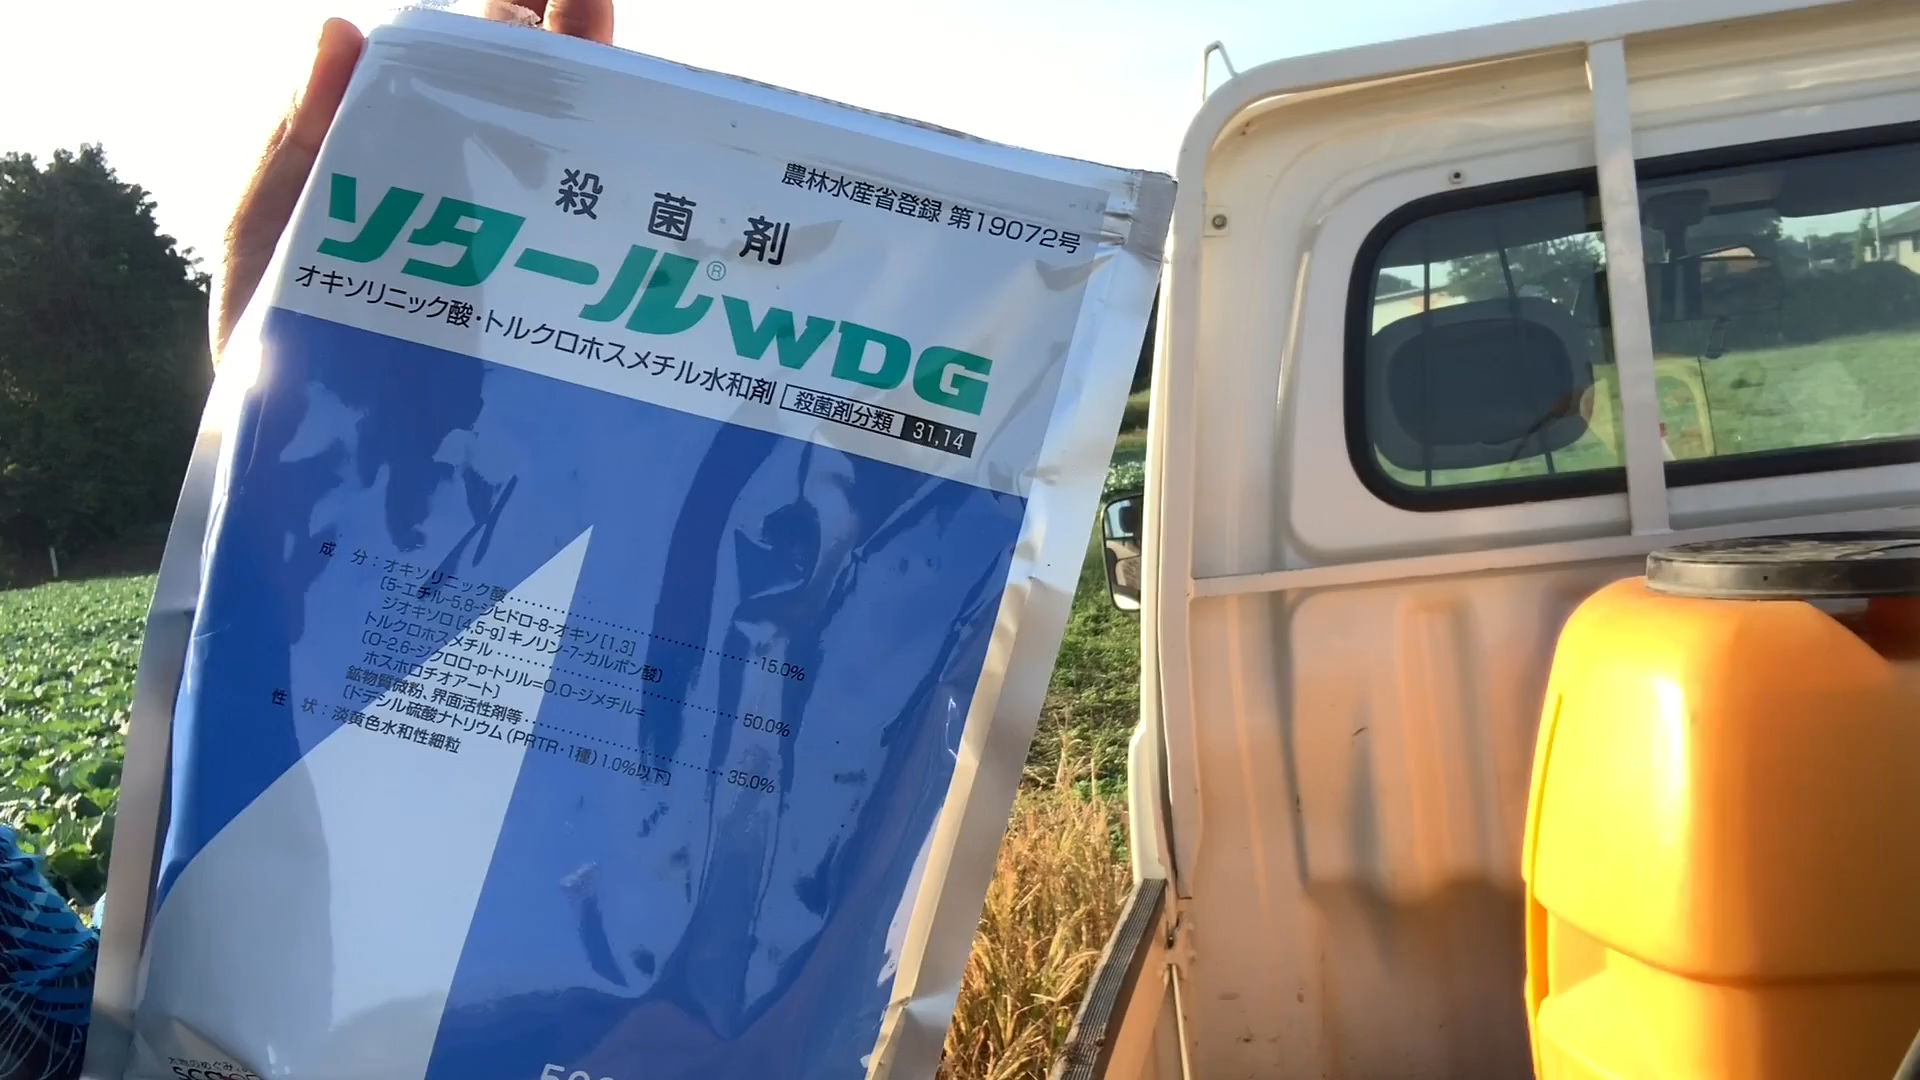 農林水産省登録 第19072号
殺菌剤
ソタール®WDG
オキソリニック酸・トルクロホスメチル水和剤 殺菌剤分類 31,14
成 分:オキソリニック酸 15.0%
〔5-エチル-5,8-ジヒドロ-8-オキソ[1,3]
ジオキソロ[4,5-g]キノリン-7-カルボン酸〕
トルクロホスメチル 50.0%
〔O-2,6-ジクロロ-p-トリル=O,O-ジメチル=
ホスホロチオアート〕
鉱物質微粉、界面活性剤等 35.0%
〔ドデシル硫酸ナトリウム(PRTR・1種)1.0%以下〕
性 状:淡黄色水和性細粒
大地のめぐみ